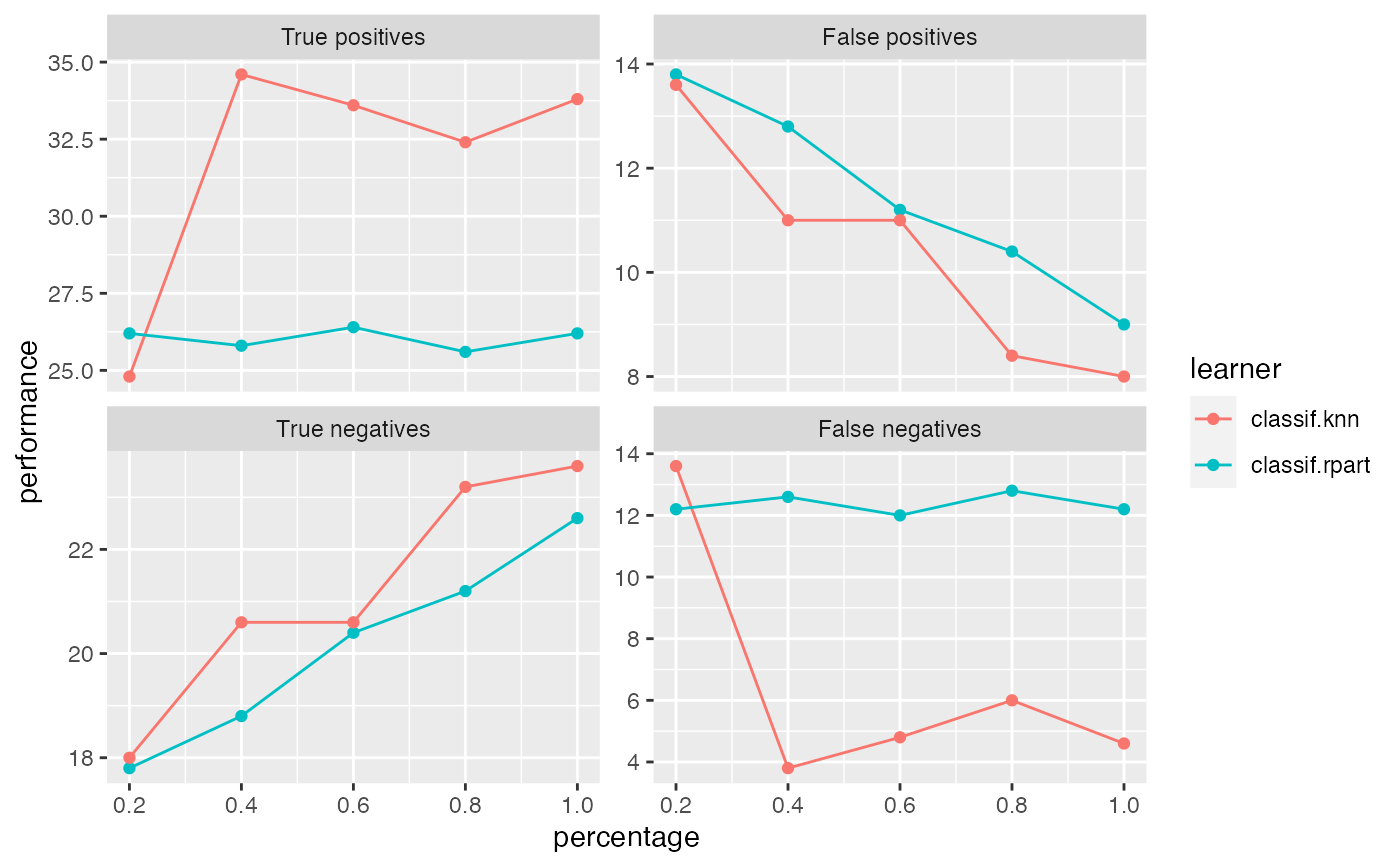 True positives
False positives
35.0
32.5
30.0
27.5
25.0
14
12
10
8
True negatives
False negatives
22
20
18
14
12
10
8
6
4
0.2 0.4 0.6 0.8 1.0
0.2 0.4 0.6 0.8 1.0
percentage
performance
learner
classif.knn
classif.rpart